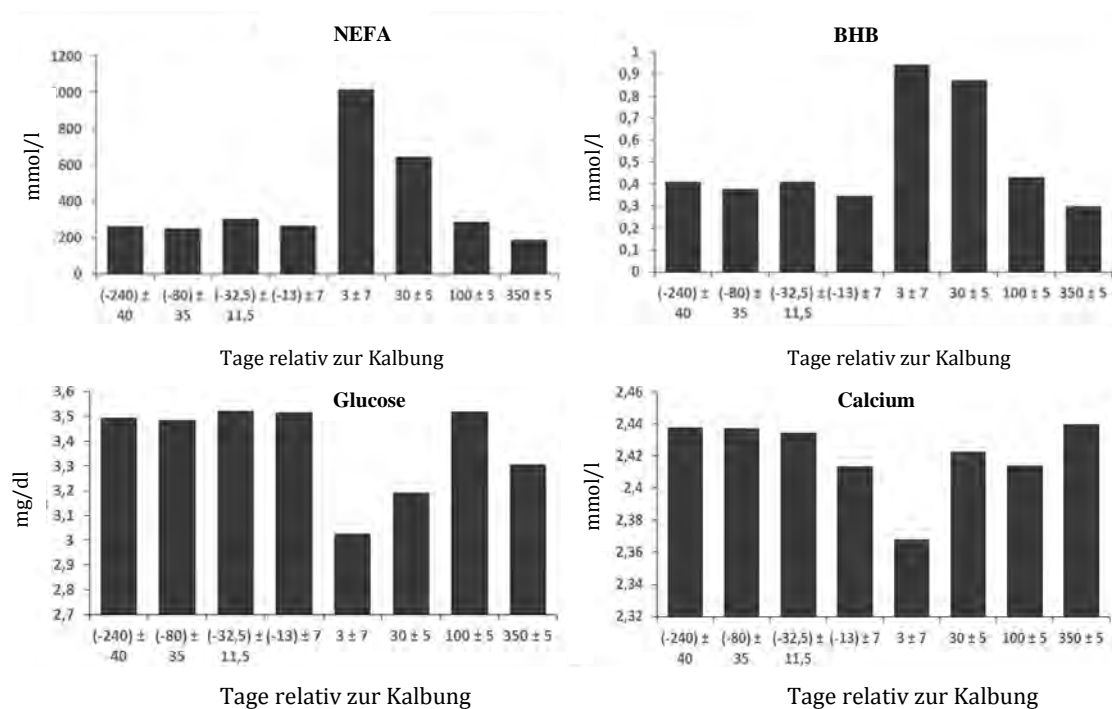 NEFA
mmol/l
1200
1000
800
600
400
200
0
(-240) ± (-80) ± (-32,5) ± (-13) ± 7 3 ± 7 30 ± 5 100 ± 5 350 ± 5
40 35 11,5
Tage relativ zur Kalbung
BHB
mmol/l
1
0,9
0,8
0,7
0,6
0,5
0,4
0,3
0,2
0,1
0
(-240) ± (-80) ± (-32,5) ± (-13) ± 7 3 ± 7 30 ± 5 100 ± 5 350 ± 5
40 35 11,5
Tage relativ zur Kalbung
Glucose
mg/dl
3,6
3,5
3,4
3,3
3,2
3,1
3
2,9
2,8
2,7
(-240) ± (-80) ± (-32,5) ± (-13) ± 7 3 ± 7 30 ± 5 100 ± 5 350 ± 5
40 35 11,5
Tage relativ zur Kalbung
Calcium
mmol/l
2,46
2,44
2,42
2,4
2,38
2,36
2,34
2,32
(-240) ± (-80) ± (-32,5) ± (-13) ± 7 3 ± 7 30 ± 5 100 ± 5 350 ± 5
40 35 11,5
Tage relativ zur Kalbung